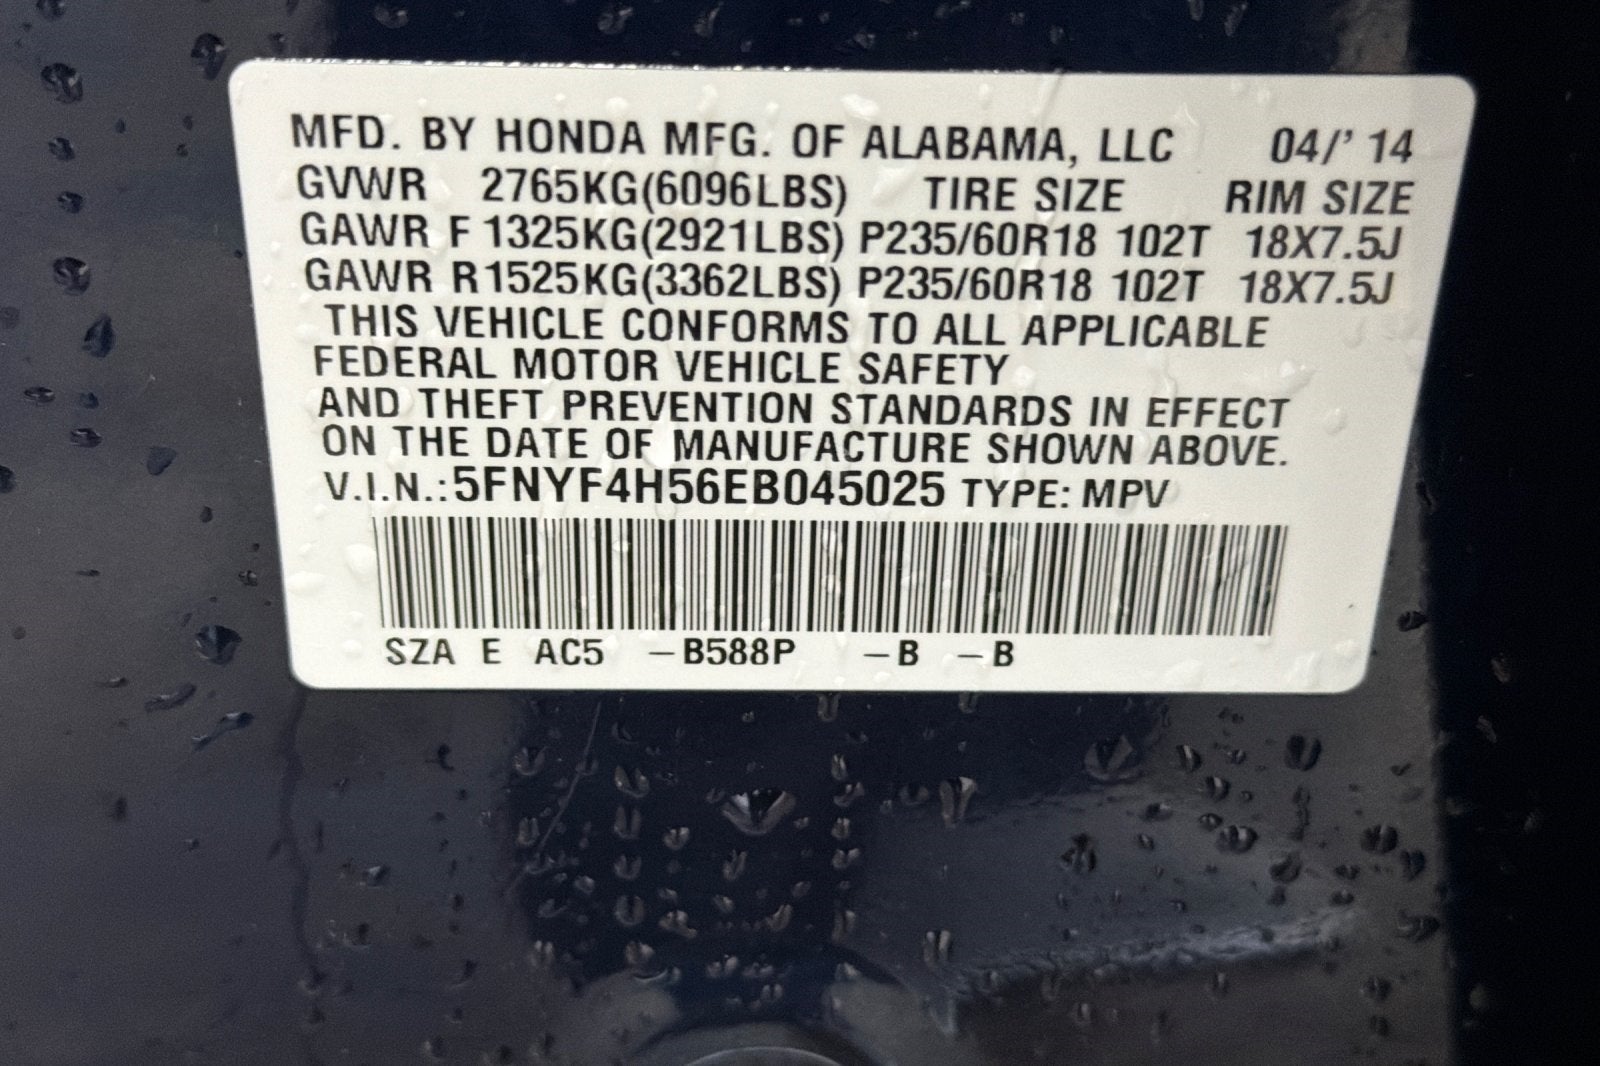 MFD. BY HONDA MFG. OF ALABAMA, LLC 04/' 14
GVWR 2765KG(6096LBS) TIRE SIZE RIM SIZE
GAWR F 1325KG(2921LBS) P235/60R18 102T 18X7.5J
GAWR R 1525KG(3362LBS) P235/60R18 102T 18X7.5J
THIS VEHICLE CONFORMS TO ALL APPLICABLE
FEDERAL MOTOR VEHICLE SAFETY
AND THEFT PREVENTION STANDARDS IN EFFECT
ON THE DATE OF MANUFACTURE SHOWN ABOVE.
V.I.N.: 5FNYF4H56EB045025 TYPE: MPV
SZA E AC5 –B588P –B –B